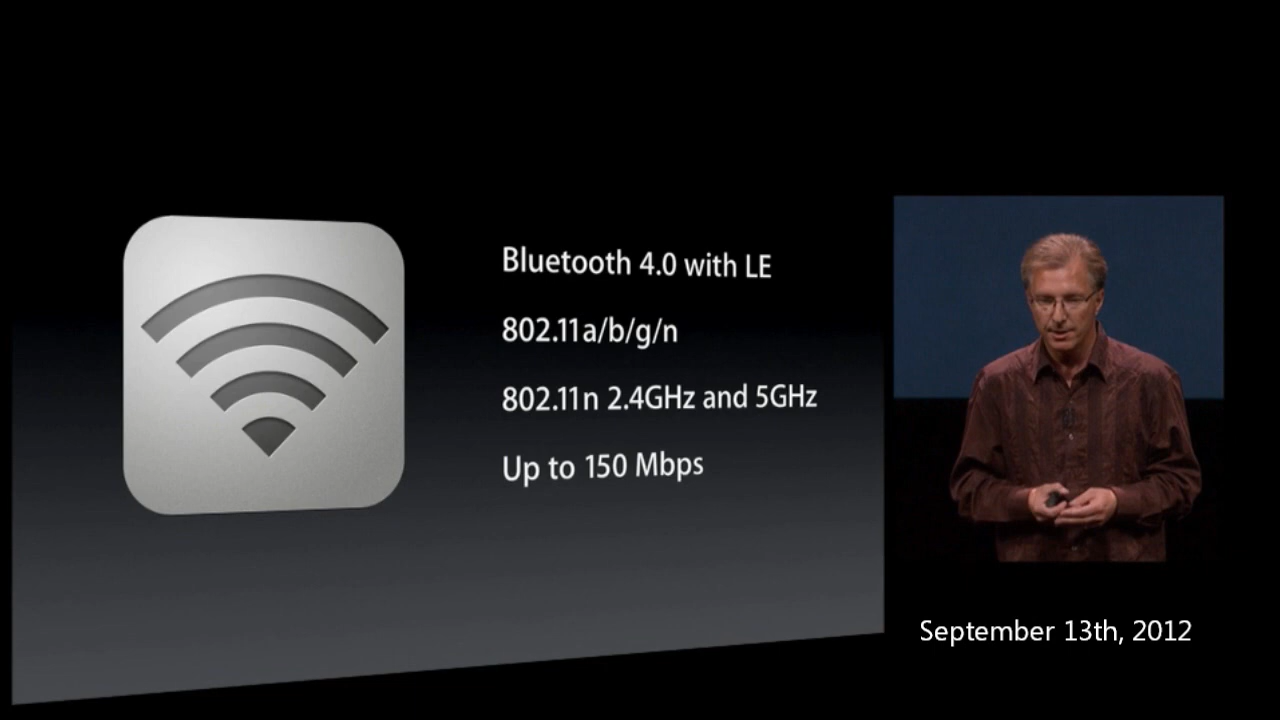 Bluetooth 4.0 with LE
802.11a/b/g/n
802.11n 2.4GHz and 5GHz
Up to 150 Mbps
September 13th, 2012